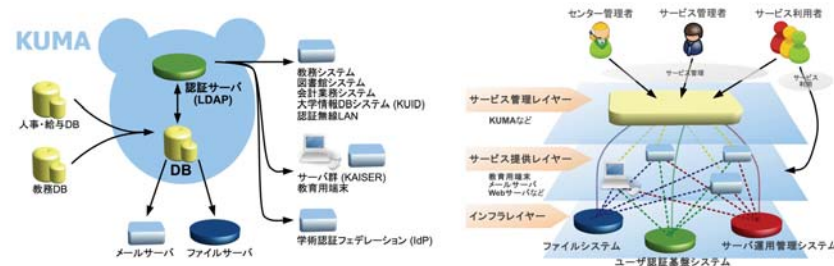 KUMA
認証サーバ
(LDAP)
人事・給与DB
教務DB
DB
メールサーバ
ファイルサーバ
教務システム
図書館システム
会計業務システム
大学情報DBシステム (KUID)
認証無線LAN
サーバ群 (KAISER)
教育用端末
学術認証フェデレーション (IdP)
センター管理者
サービス管理者
サービス利用者
サービス管理
サービス
利用
サービス管理レイヤー
KUMAなど
サービス提供レイヤー
教育用端末
メールサーバ
Webサーバなど
インフラレイヤー
ファイルシステム
ユーザ認証基盤システム
サーバ運用管理システム